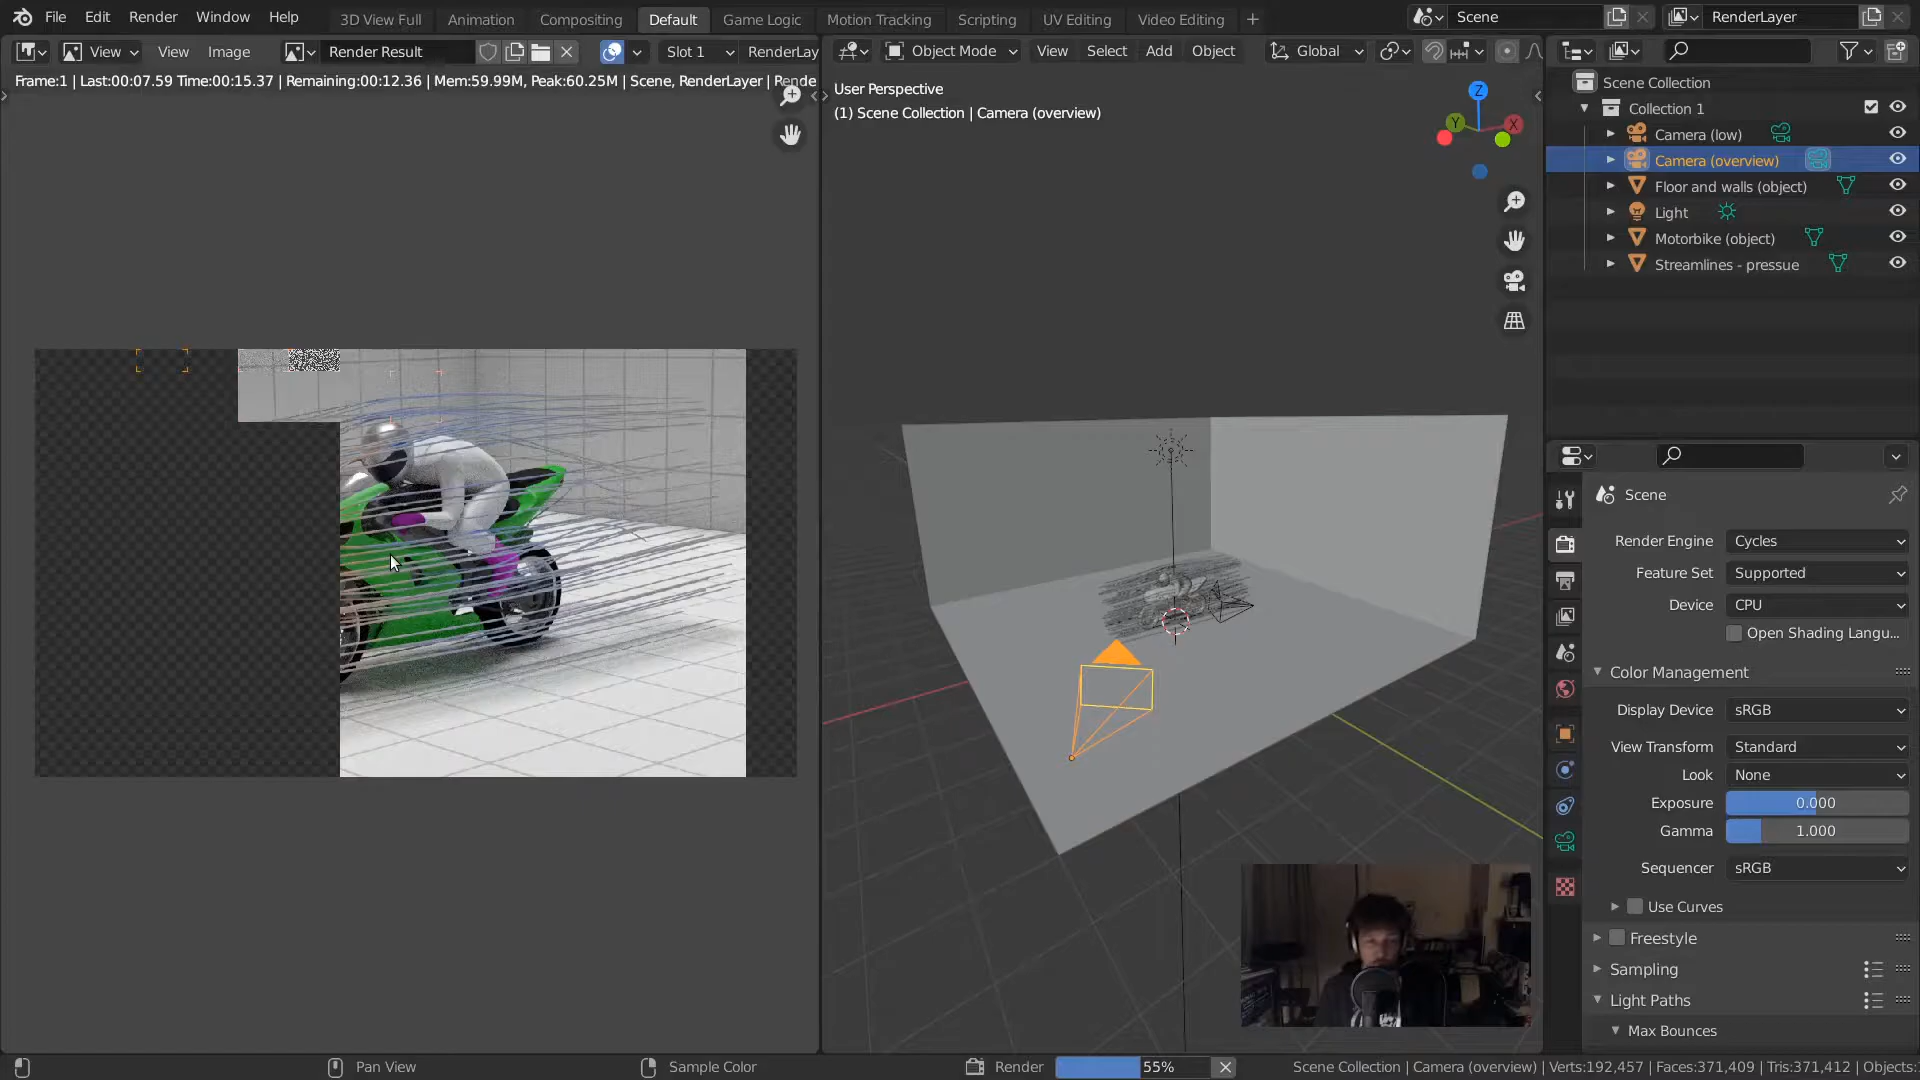 File Edit Render Window Help 3D View Full Animation Compositing Default Game Logic Motion Tracking Scripting UV Editing Video Editing + Scene RenderLayer
View View Image Render Result Slot 1 RenderLay Object Mode View Select Add Object Global
Frame:1 | Last:00:07.59 Time:00:15.37 | Remaining:00:12.36 | Mem:59.99M, Peak:60.25M | Scene, RenderLayer | Rende
User Perspective
(1) Scene Collection | Camera (overview)
Z
Y
X
Scene Collection
Collection 1
Camera (low)
Camera (overview)
Floor and walls (object)
Light
Motorbike (object)
Streamlines - pressue
Scene
Render Engine Cycles
Feature Set Supported
Device CPU
Open Shading Langu...
Color Management
Display Device sRGB
View Transform Standard
Look None
Exposure 0.000
Gamma 1.000
Sequencer sRGB
Use Curves
Freestyle
Sampling
Light Paths
Max Bounces
Pan View Sample Color Render 55% Scene Collection | Camera (overview) | Verts:192,457 | Faces:371,409 | Tris:371,412 | Objects: